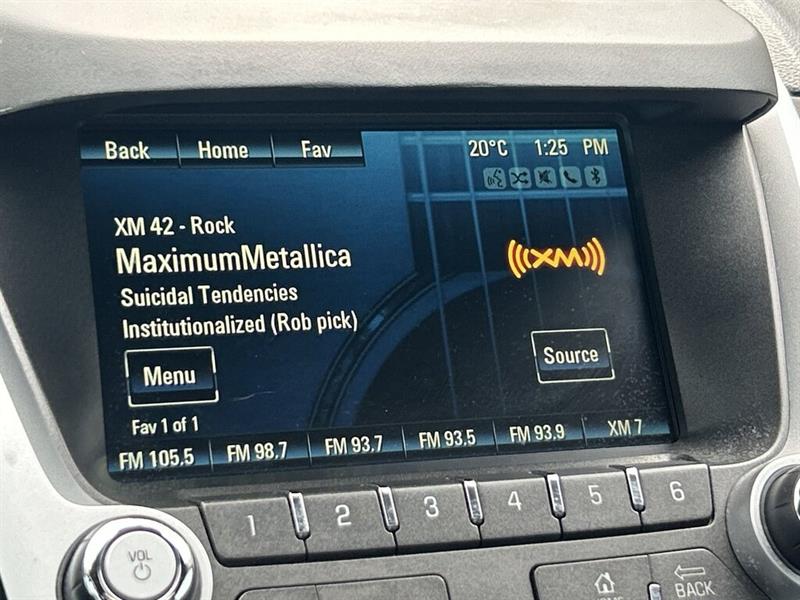 Back Home Fav 20°C 1:25 PM
XM 42 - Rock
MaximumMetallica
((XM))
Suicidal Tendencies
Institutionalized (Rob pick)
Menu Source
Fav 1 of 1
FM 105.5 FM 98.7 FM 93.7 FM 93.5 FM 93.9 XM 7
1 2 3 4 5 6
VOL
BACK